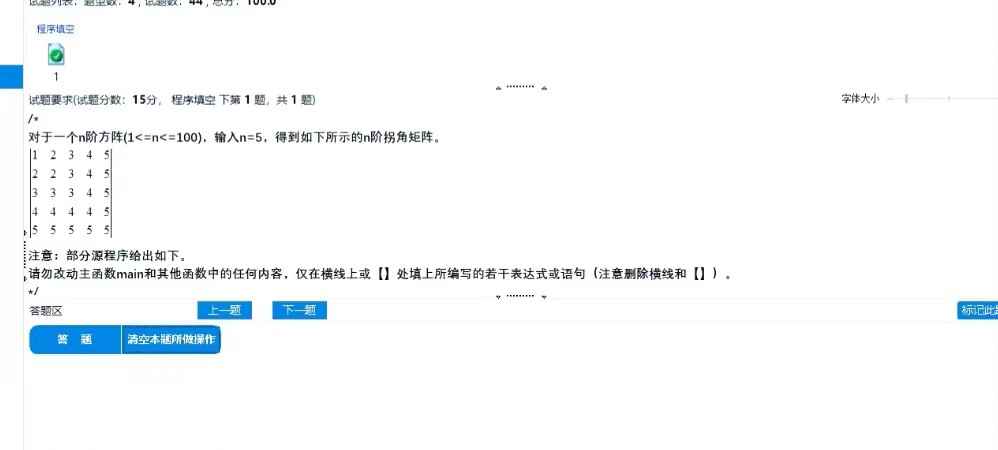 试题列表：题型数：4，试题数：44，总分：100.0
程序填空
1
试题要求(试题分数：15分， 程序填空 下第 1 题，共 1 题)
字体大小
/*
对于一个n阶方阵(1<=n<=100)，输入n=5，得到如下所示的n阶拐角矩阵。
1 2 3 4 5
2 2 3 4 5
3 3 3 4 5
4 4 4 4 5
5 5 5 5 5
注意：部分源程序给出如下。
请勿改动主函数main和其他函数中的任何内容，仅在横线上或【】处填上所编写的若干表达式或语句（注意删除横线和【】）。
*/
答题区
上一题
下一题
标记此题
答 题
清空本题所做操作